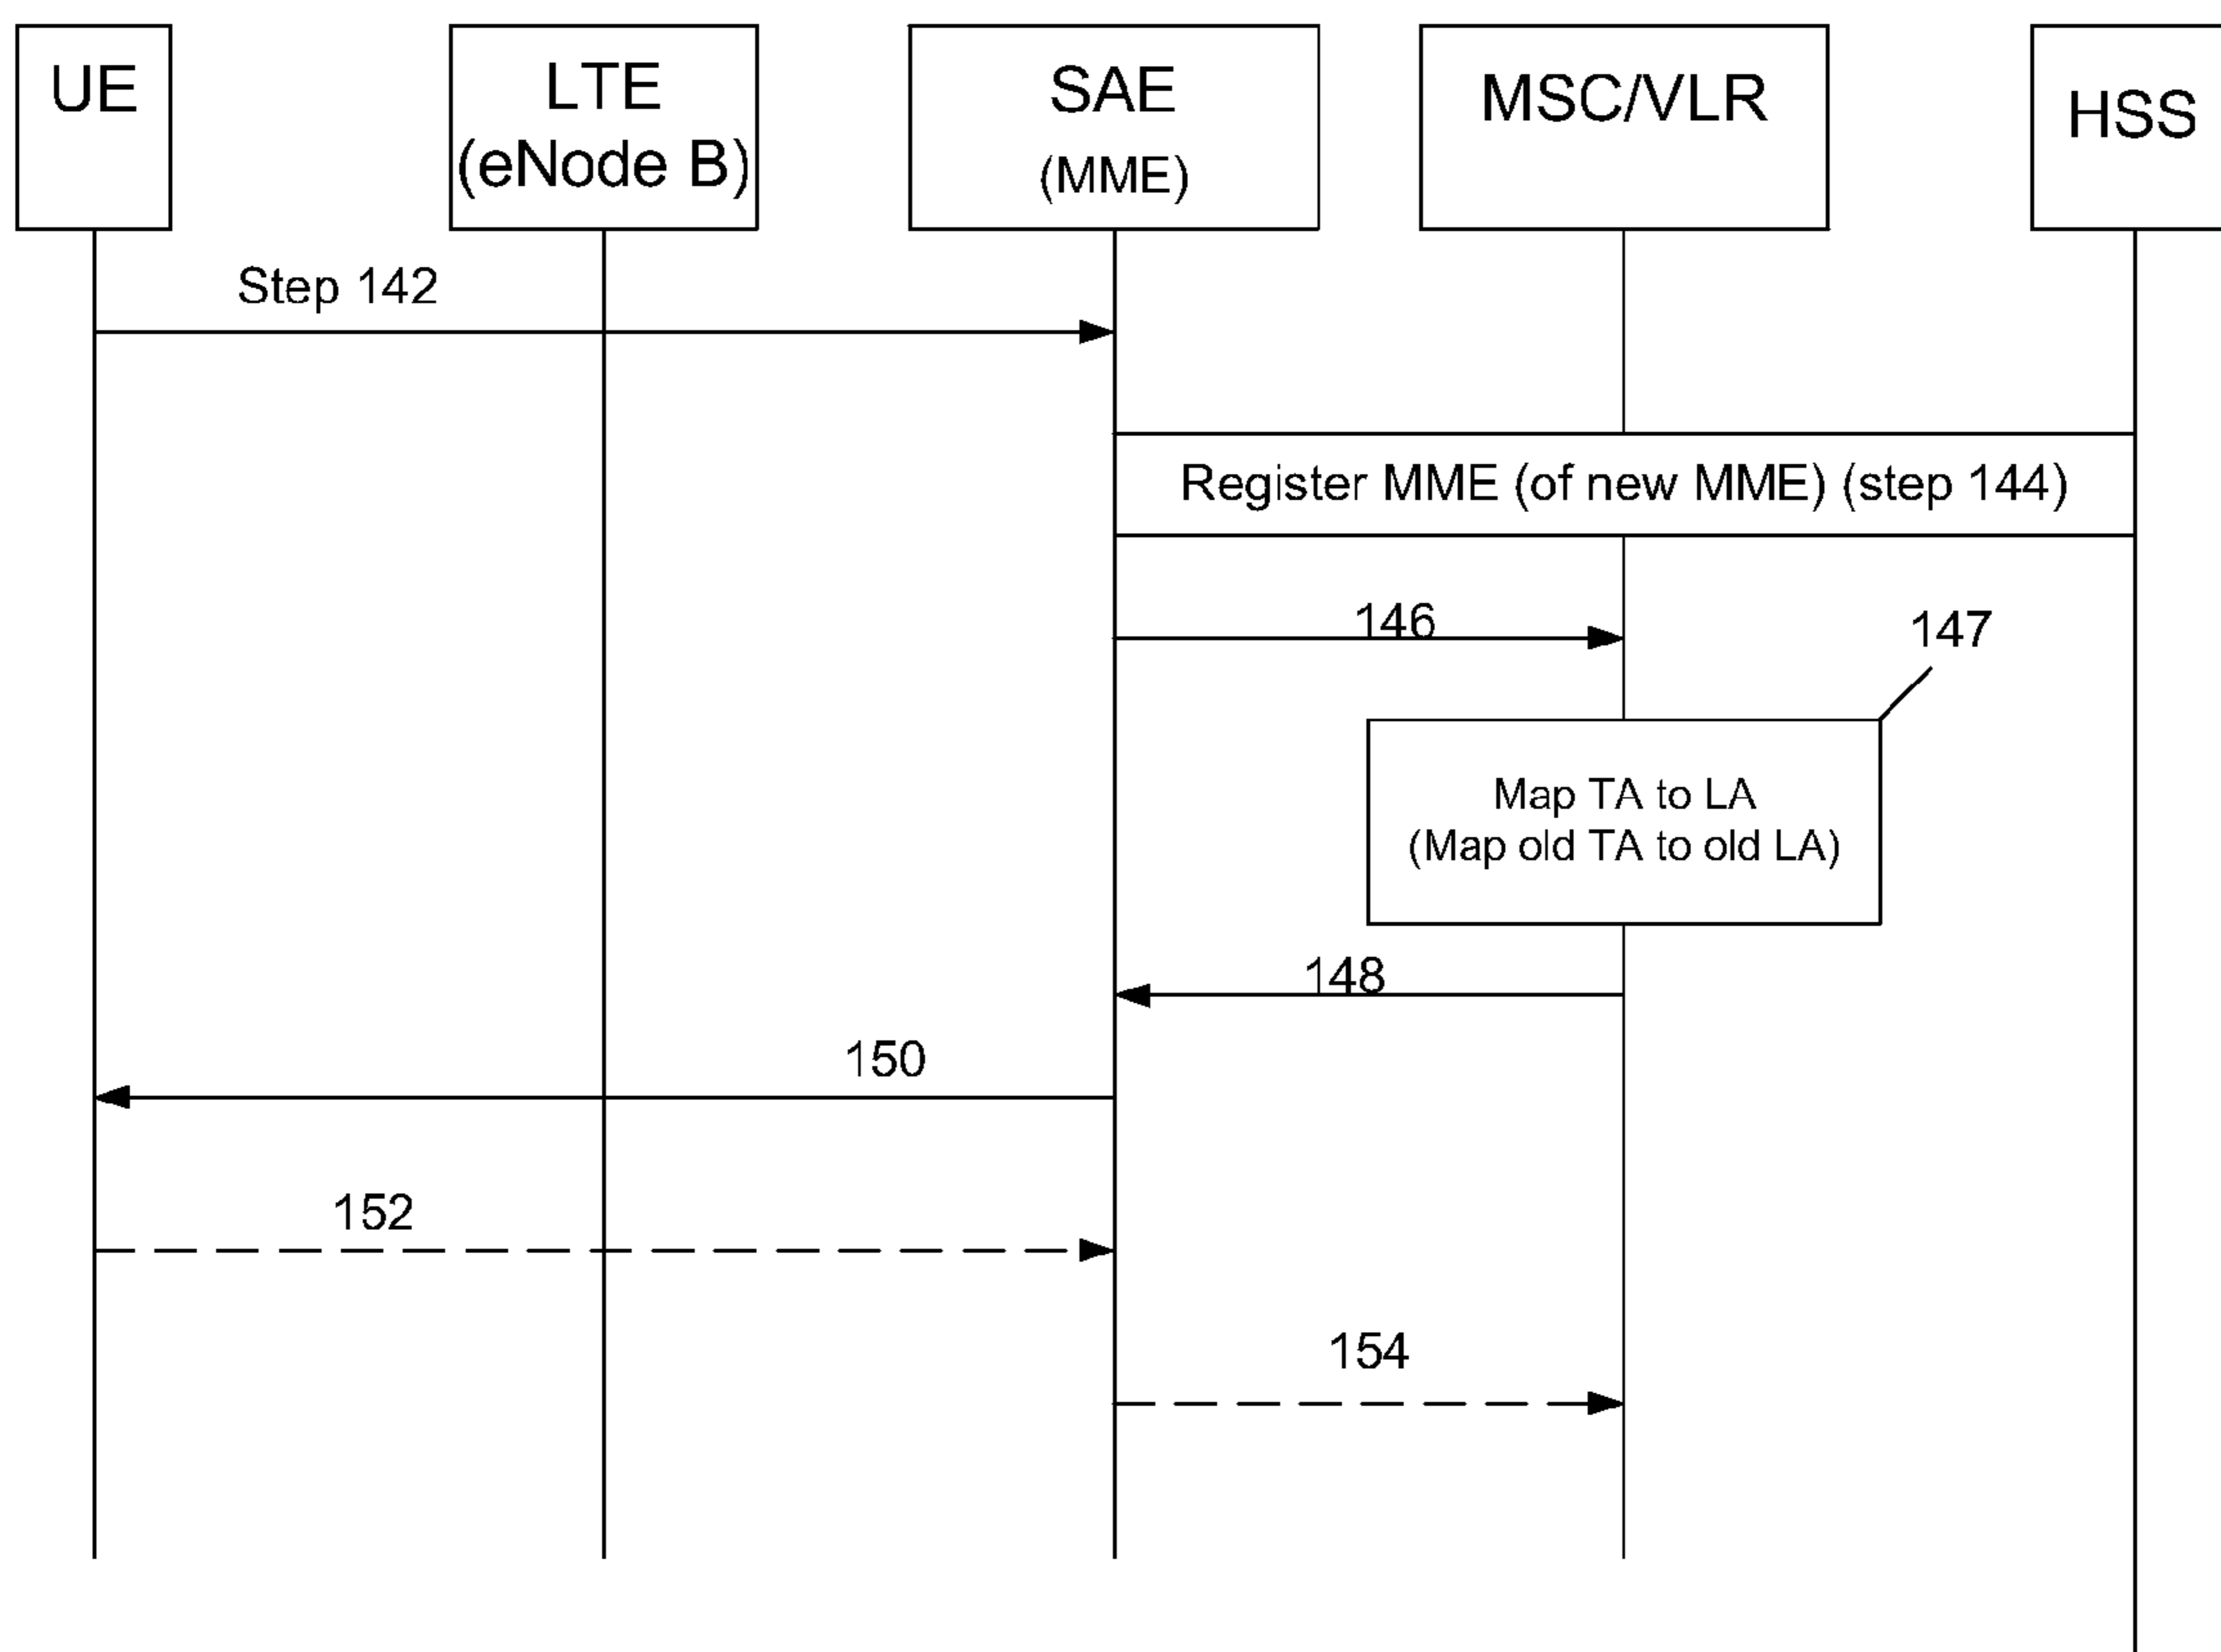 UE
LTE
(eNode B)
SAE
(MME)
MSC/VLR
HSS
Step 142
Register MME (of new MME) (step 144)
146
147
Map TA to LA
(Map old TA to old LA)
148
150
152
154